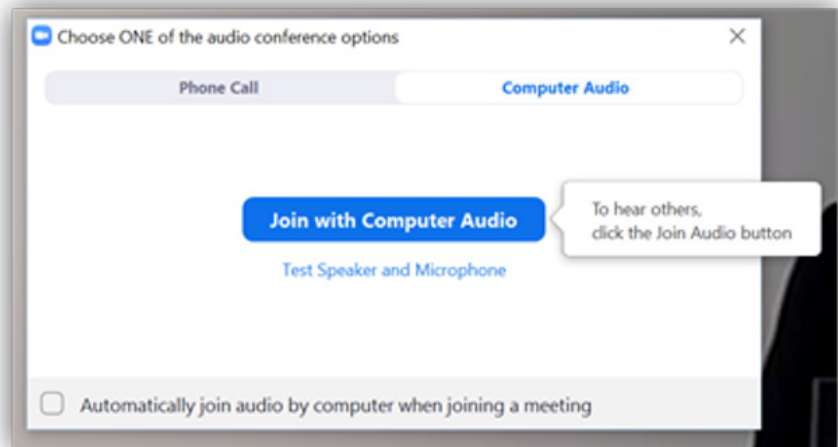 Choose ONE of the audio conference options
Phone Call
Computer Audio
Join with Computer Audio
To hear others,
click the Join Audio button
Test Speaker and Microphone
Automatically join audio by computer when joining a meeting